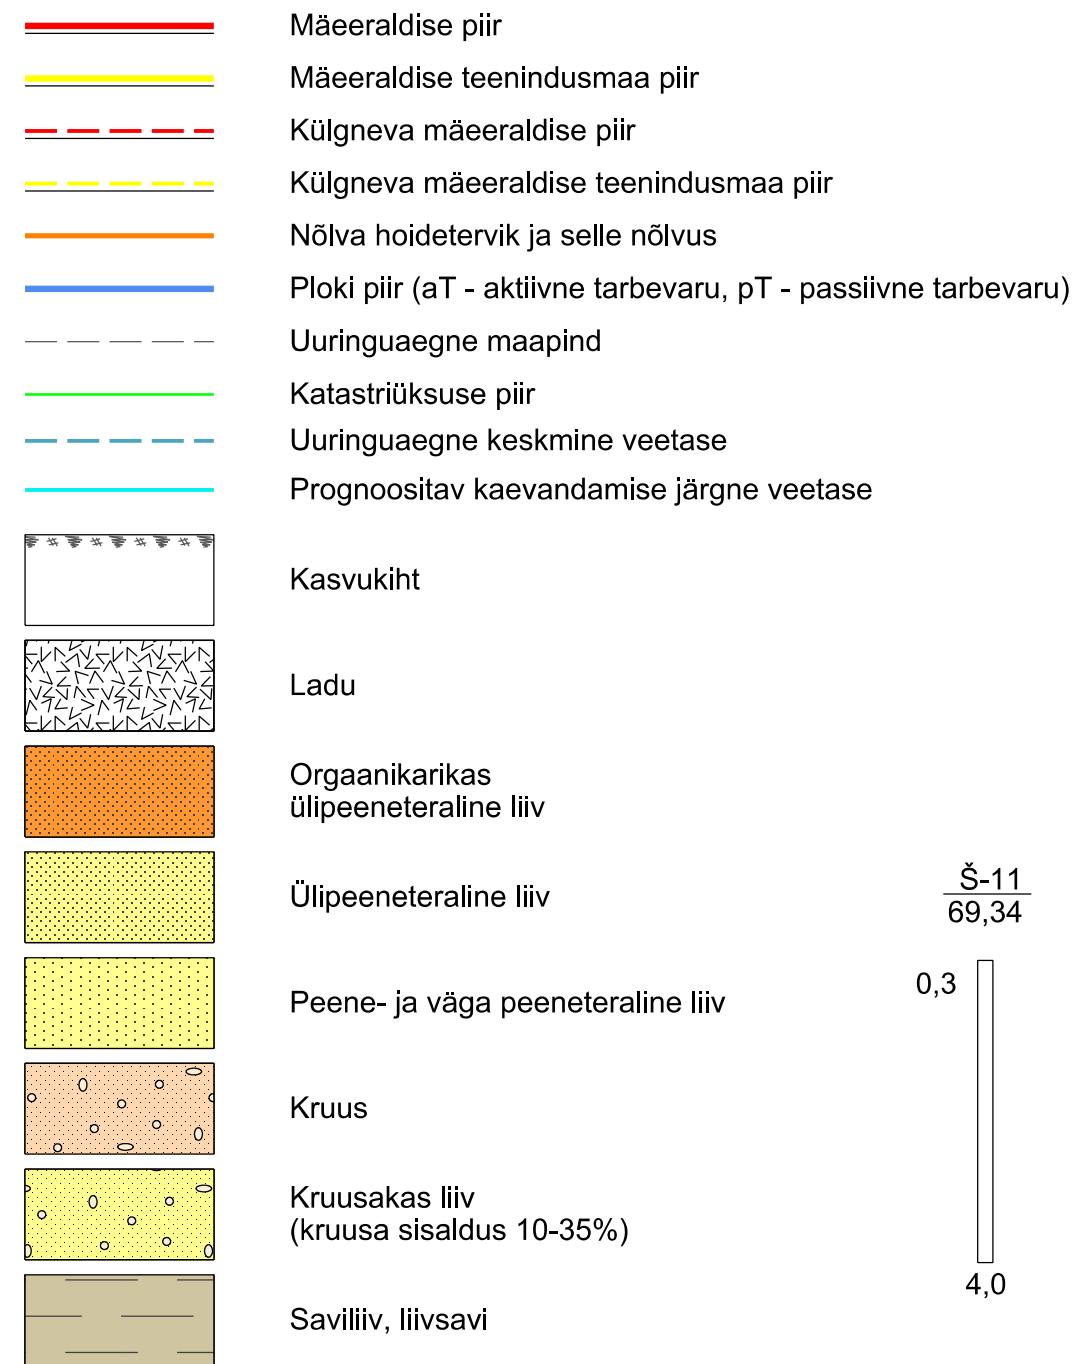 Mäeeraldise piir
Mäeeraldise teenindusmaa piir
Külgneva mäeeraldise piir
Külgneva mäeeraldise teenindusmaa piir
Nõlva hoidetervik ja selle nõlvus
Ploki piir (aT - aktiivne tarbevaru, pT - passiivne tarbevaru)
Uuringuaegne maapind
Katastriüksuse piir
Uuringuaegne keskmine veetase
Prognoositav kaevandamise järgne veetase
Kasvukiht
Ladu
Orgaanikarikas
ülipeeneteraline liiv
Ülipeeneteraline liiv
Peene- ja väga peeneteraline liiv
Kruus
Kruusakas liiv
(kruusa sisaldus 10-35%)
Saviliiv, liivsavi
Š-11
69,34
0,3
4,0